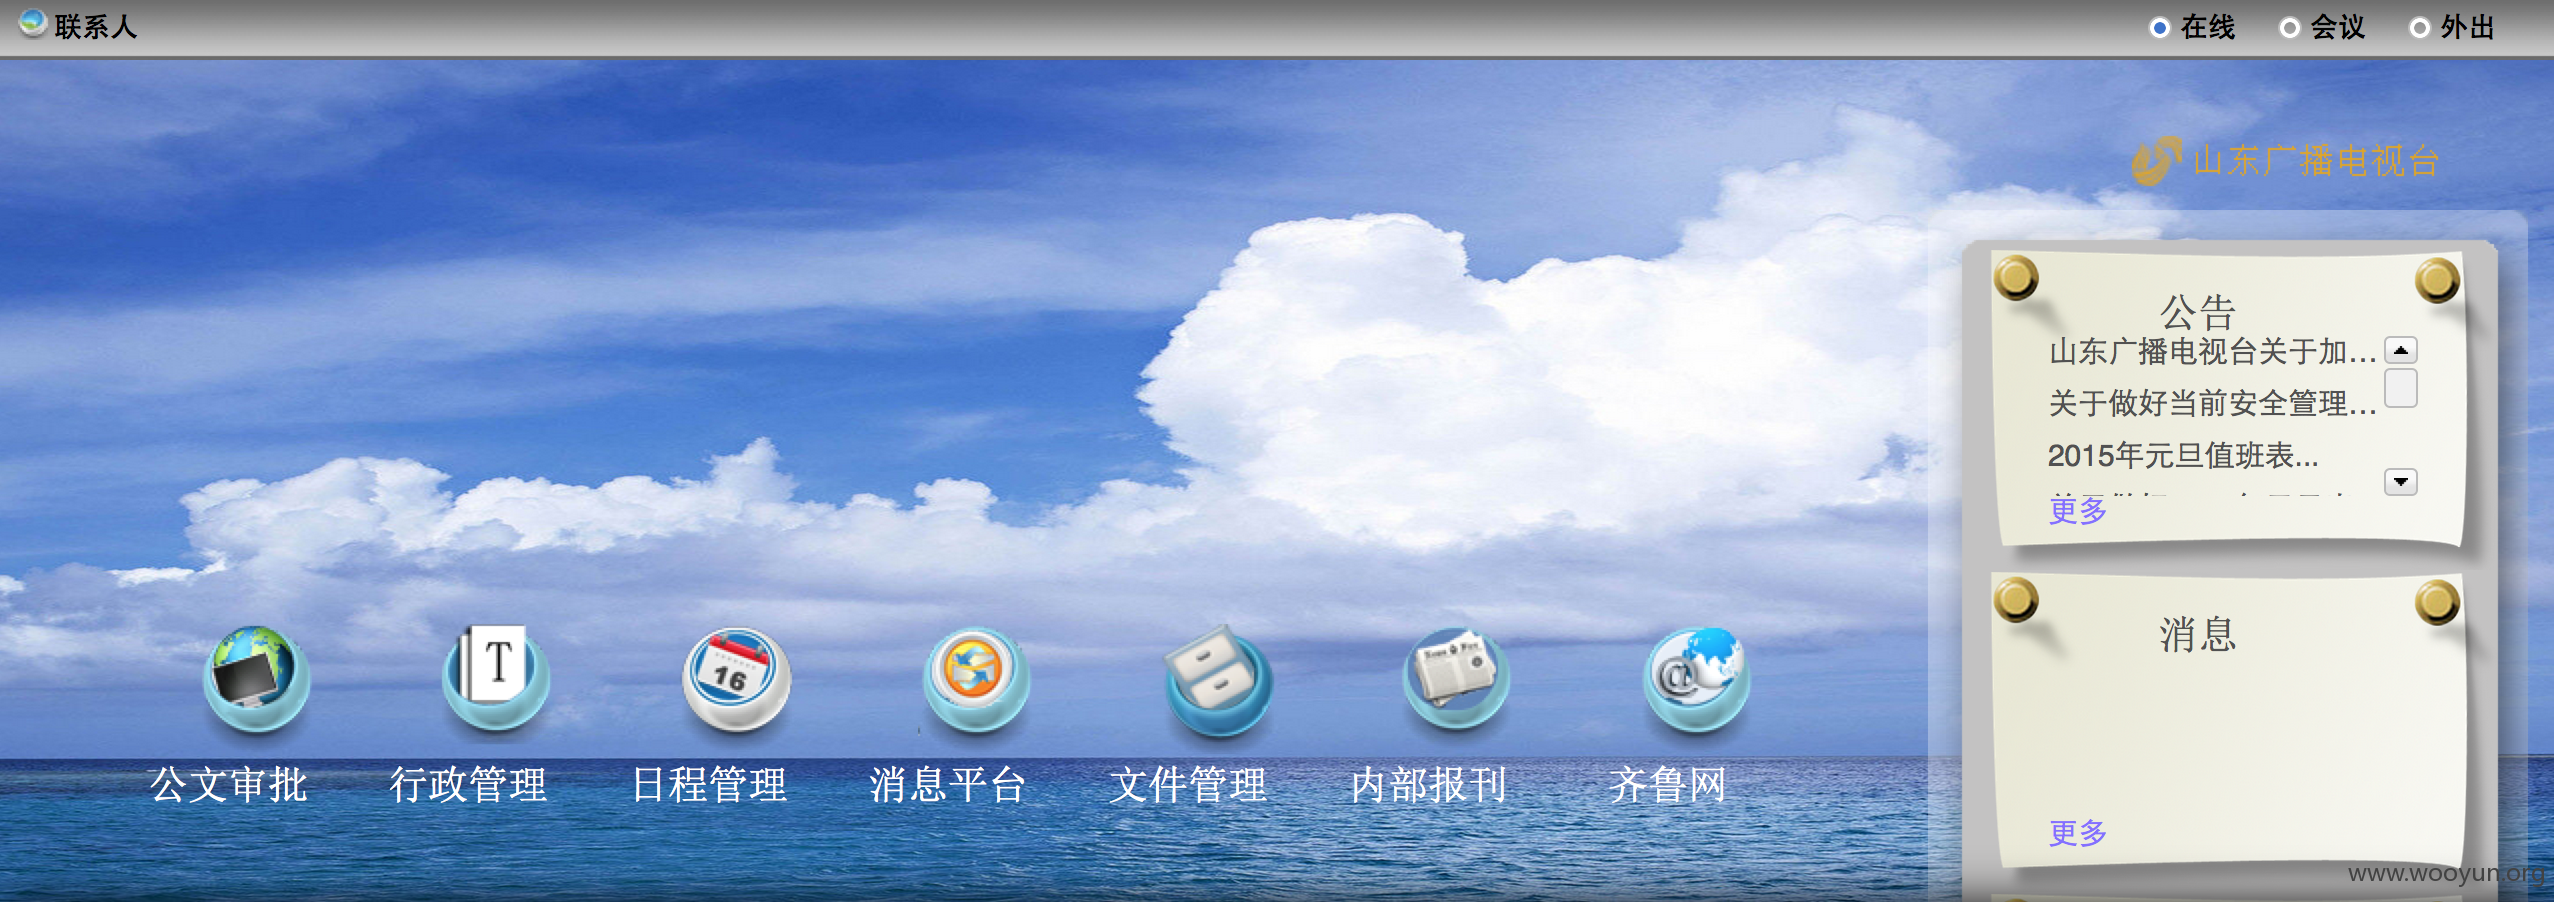 联系人
在线
会议
外出
山东广播电视台
公告
山东广播电视台关于加...
关于做好当前安全管理...
2015年元旦值班表...
更多
消息
更多
T
16
公文审批
行政管理
日程管理
消息平台
文件管理
内部报刊
齐鲁网
www.wooyun.org